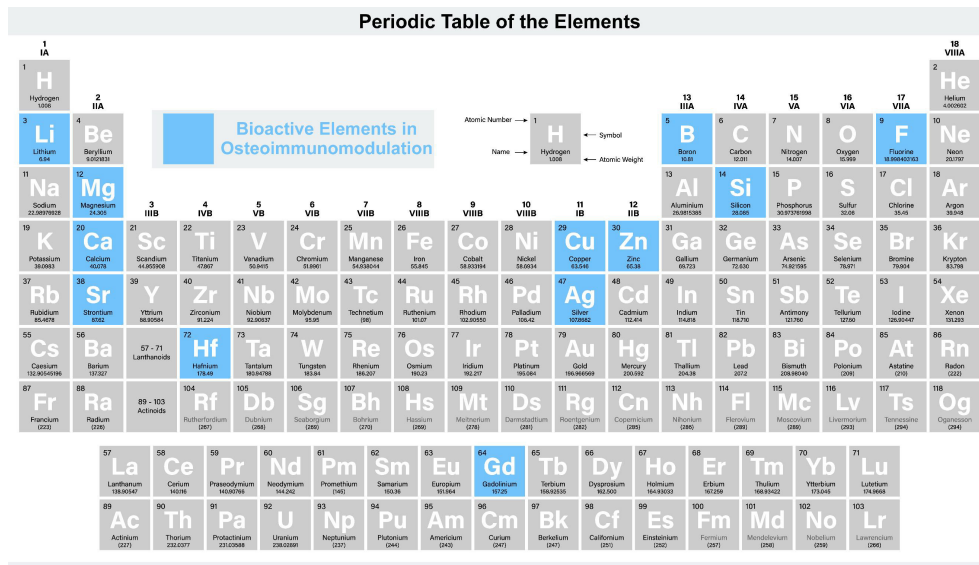 Periodic Table of the Elements
1 18
IA VIIIA
1 2
H He
Hydrogen Helium
1.008 4.002602
2 13 14 15 16 17
IIA IIIA IVA VA VIA VIIA
Bioactive Elements in
Osteoimmunomodulation
Atomic Number
Name
1
H
Hydrogen
1.008
Symbol
Atomic Weight
3 4 5 6 7 8 9 10
Li Be B C N O F Ne
Lithium Beryllium Boron Carbon Nitrogen Oxygen Fluorine Neon
6.94 9.0121831 10.81 12.011 14.007 15.999 18.998403163 20.1797
11 12 13 14 15 16 17 18
Na Mg Al Si P S Cl Ar
Sodium Magnesium Aluminium Silicon Phosphorus Sulfur Chlorine Argon
22.98976928 24.305 26.9815385 28.085 30.973761998 32.06 35.45 39.948
3 4 5 6 7 8 9 10 11 12
IIIB IVB VB VIB VIIB VIIIB VIIIB VIIIB IB IIB
19 20 21 22 23 24 25 26 27 28 29 30 31 32 33 34 35 36
K Ca Sc Ti V Cr Mn Fe Co Ni Cu Zn Ga Ge As Se Br Kr
Potassium Calcium Scandium Titanium Vanadium Chromium Manganese Iron Cobalt Nickel Copper Zinc Gallium Germanium Arsenic Selenium Bromine Krypton
39.0983 40.078 44.955908 47.867 50.9415 51.9961 54.938044 55.845 58.933194 58.6934 63.546 65.38 69.723 72.630 74.921595 78.971 79.904 83.798
37 38 39 40 41 42 43 44 45 46 47 48 49 50 51 52 53 54
Rb Sr Y Zr Nb Mo Tc Ru Rh Pd Ag Cd In Sn Sb Te I Xe
Rubidium Strontium Yttrium Zirconium Niobium Molybdenum Technetium Ruthenium Rhodium Palladium Silver Cadmium Indium Tin Antimony Tellurium Iodine Xenon
85.4678 87.62 88.90584 91.224 92.90637 95.95 (98) 101.07 102.90550 106.42 107.8682 112.414 114.818 118.710 121.760 127.60 126.90447 131.293
55 56 57 - 71 72 73 74 75 76 77 78 79 80 81 82 83 84 85 86
Cs Ba Lanthanoids Hf Ta W Re Os Ir Pt Au Hg Tl Pb Bi Po At Rn
Caesium Barium Hafnium Tantalum Tungsten Rhenium Osmium Iridium Platinum Gold Mercury Thallium Lead Bismuth Polonium Astatine Radon
132.90545196 137.327 178.49 180.94788 183.84 186.207 190.23 192.217 195.084 196.966569 200.592 204.38 207.2 208.98040 (209) (210) (222)
87 88 89 - 103 104 105 106 107 108 109 110 111 112 113 114 115 116 117 118
Fr Ra Actinoids Rf Db Sg Bh Hs Mt Ds Rg Cn Nh Fl Mc Lv Ts Og
Francium Radium Rutherfordium Dubnium Seaborgium Bohrium Hassium Meitnerium Darmstadtium Roentgenium Copernicium Nihonium Flerovium Moscovium Livermorium Tennessine Oganesson
(223) (226) (267) (268) (269) (270) (269) (278) (281) (282) (285) (286) (289) (289) (293) (294) (294)
57 58 59 60 61 62 63 64 65 66 67 68 69 70 71
La Ce Pr Nd Pm Sm Eu Gd Tb Dy Ho Er Tm Yb Lu
Lanthanum Cerium Praseodymium Neodymium Promethium Samarium Europium Gadolinium Terbium Dysprosium Holmium Erbium Thulium Ytterbium Lutetium
138.90547 140.116 140.90766 144.242 (145) 150.36 151.964 157.25 158.92535 162.500 164.93033 167.259 168.93422 173.045 174.9668
89 90 91 92 93 94 95 96 97 98 99 100 101 102 103
Ac Th Pa U Np Pu Am Cm Bk Cf Es Fm Md No Lr
Actinium Thorium Protactinium Uranium Neptunium Plutonium Americium Curium Berkelium Californium Einsteinium Fermium Mendelevium Nobelium Lawrencium
(227) 232.0377 231.03588 238.02891 (237) (244) (243) (247) (247) (251) (252) (257) (258) (259) (266)